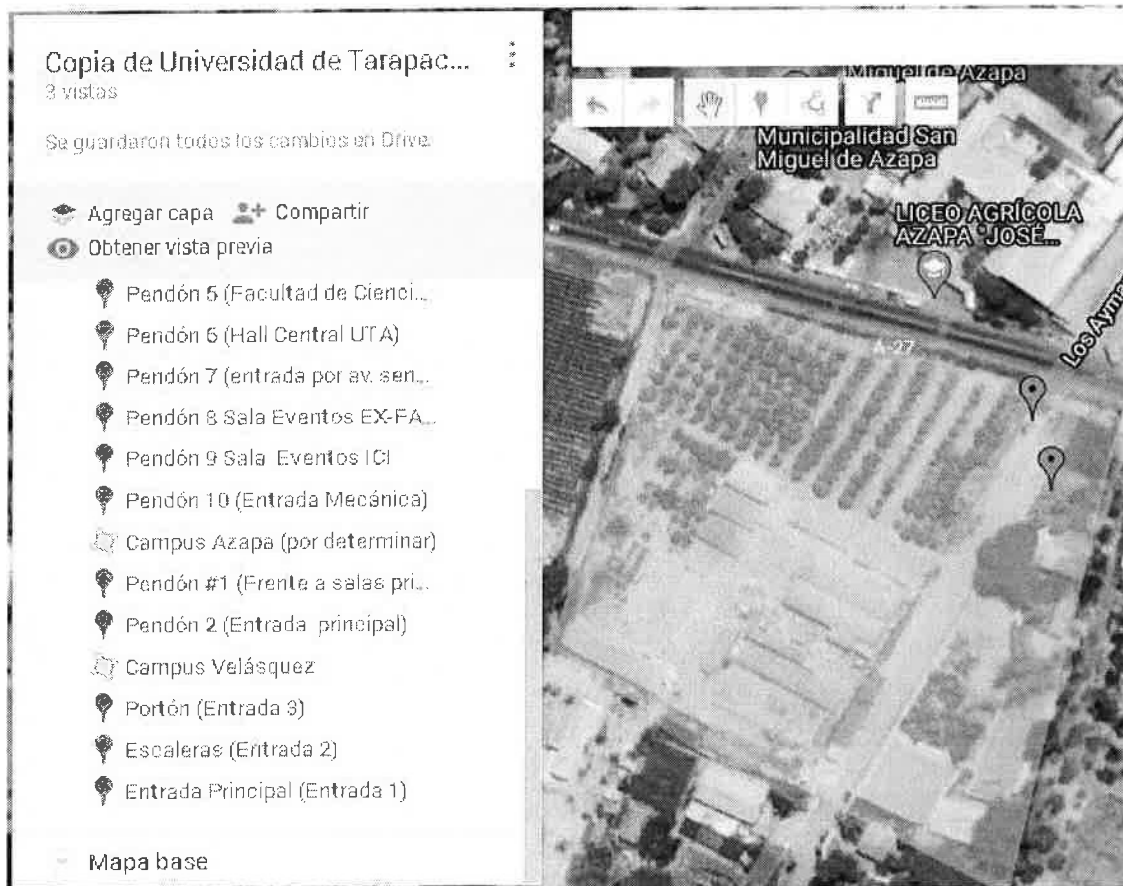 Copia de Universidad de Tarapac...
3 vistas
Se guardaron todos los cambios en Drive.
Agregar capa Compartir
Obtener vista previa
Pendón 5 (Facultad de Cienci...
Pendón 6 (Hall Central UTA)
Pendón 7 (entrada por av. sen...
Pendón 8 Sala Eventos EX-FA...
Pendón 9 Sala Eventos ICI
Pendón 10 (Entrada Mecánica)
Campus Azapa (por determinar)
Pendón #1 (Frente a salas pri...
Pendón 2 (Entrada principal)
Campus Velásquez
Portón (Entrada 3)
Escaleras (Entrada 2)
Entrada Principal (Entrada 1)
Mapa base
Miguel de Azapa
Municipalidad San
Miguel de Azapa
LICEO AGRÍCOLA
AZAPA "JOSÉ...
A-27
Los Ayma